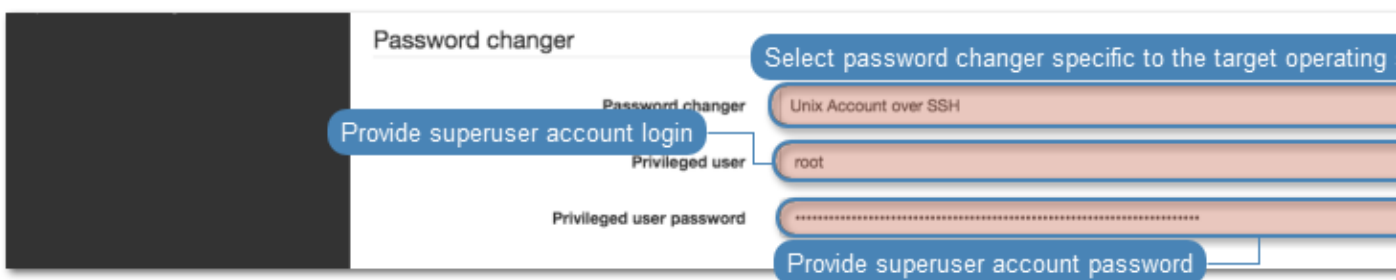 Password changer
Select password changer specific to the target operating
Password changer
Unix Account over SSH
Provide superuser account login
Privileged user
root
Privileged user password
Provide superuser account password